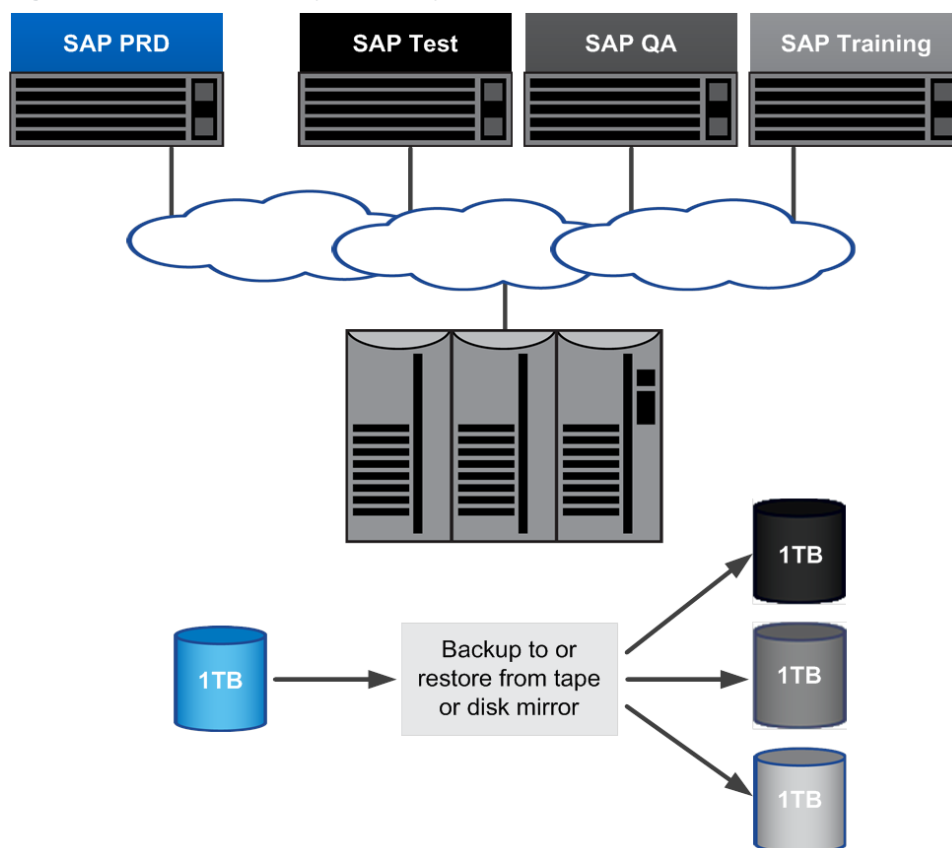 SAP PRD
SAP Test
SAP QA
SAP Training
1TB
Backup to or
restore from tape
or disk mirror
1TB
1TB
1TB